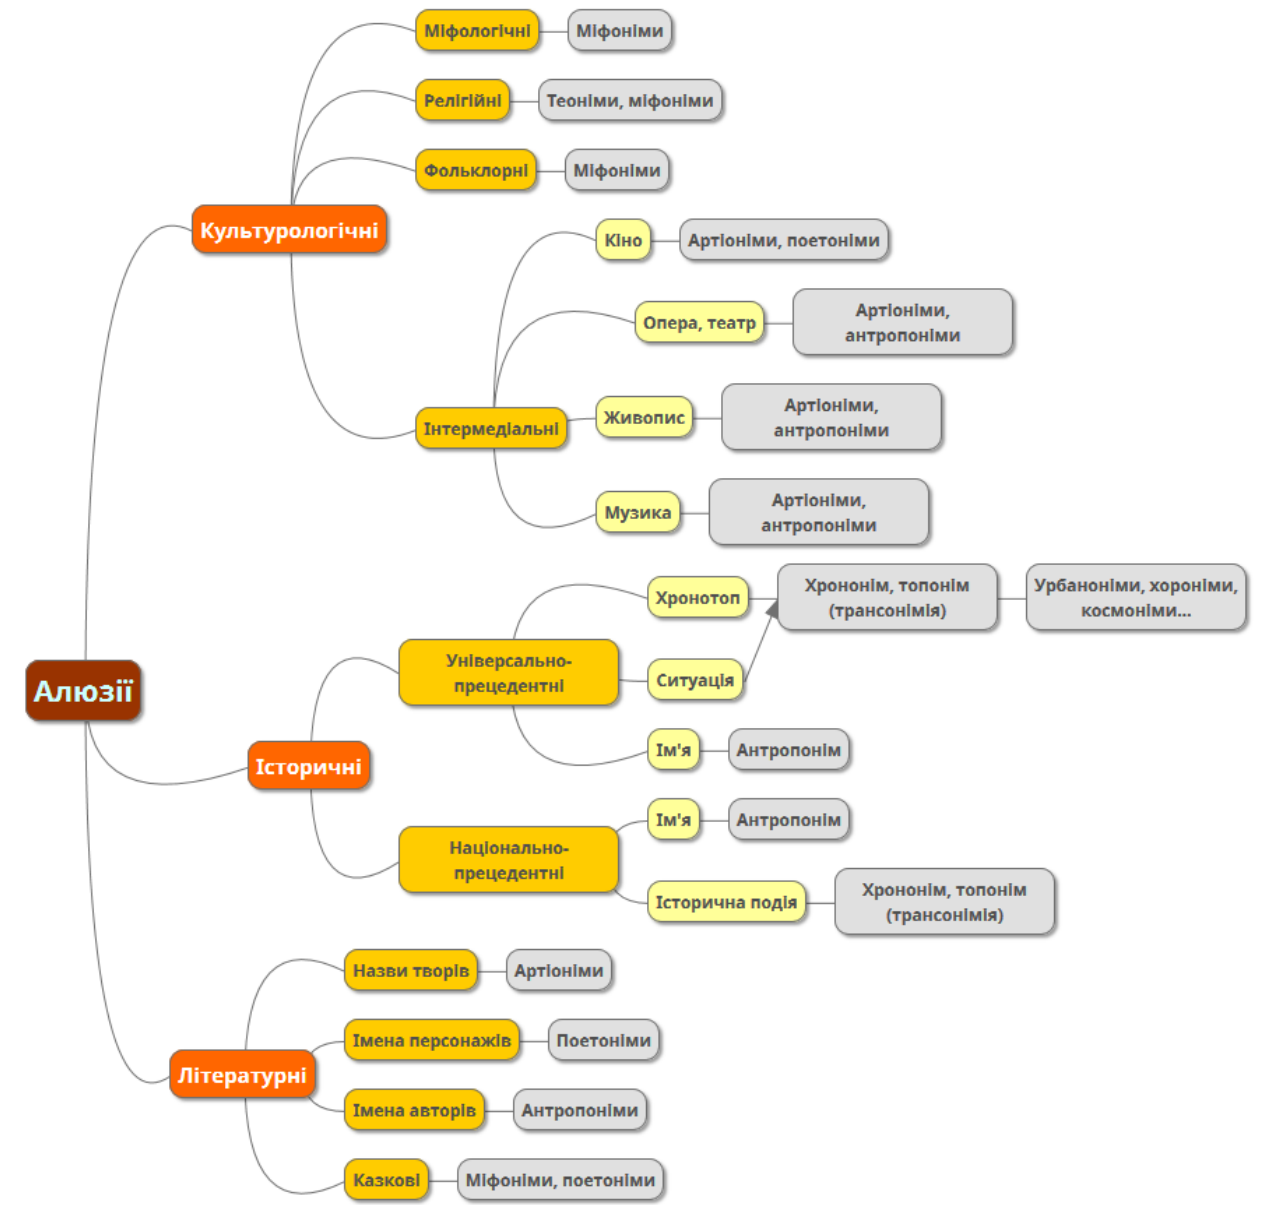 Міфологічні
Міфоніми
Релігійні
Теоніми, міфоніми
Фольклорні
Міфоніми
Культурологічні
Кіно
Артіоніми, поетоніми
Опера, театр
Артіоніми,
антропоніми
Інтермедіальні
Живопис
Артіоніми,
антропоніми
Музика
Артіоніми,
антропоніми
Хронотоп
Хрононім, топонім
(трансонімія)
Урбаноніми, хороніми,
космоніми...
Універсально-
прецедентні
Ситуація
Алюзії
Ім'я
Антропонім
Історичні
Ім'я
Антропонім
Національно-
прецедентні
Історична подія
Хрононім, топонім
(трансонімія)
Назви творів
Артіоніми
Імена персонажів
Поетоніми
Літературні
Імена авторів
Антропоніми
Казкові
Міфоніми, поетоніми